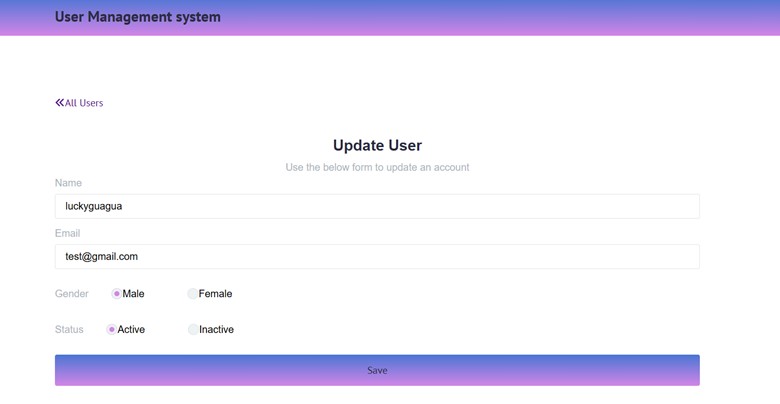 User Management system
All Users
Update User
Use the below form to update an account
Name
luckyguagua
Email
test@gmail.com
Gender Male Female
Status Active Inactive
Save